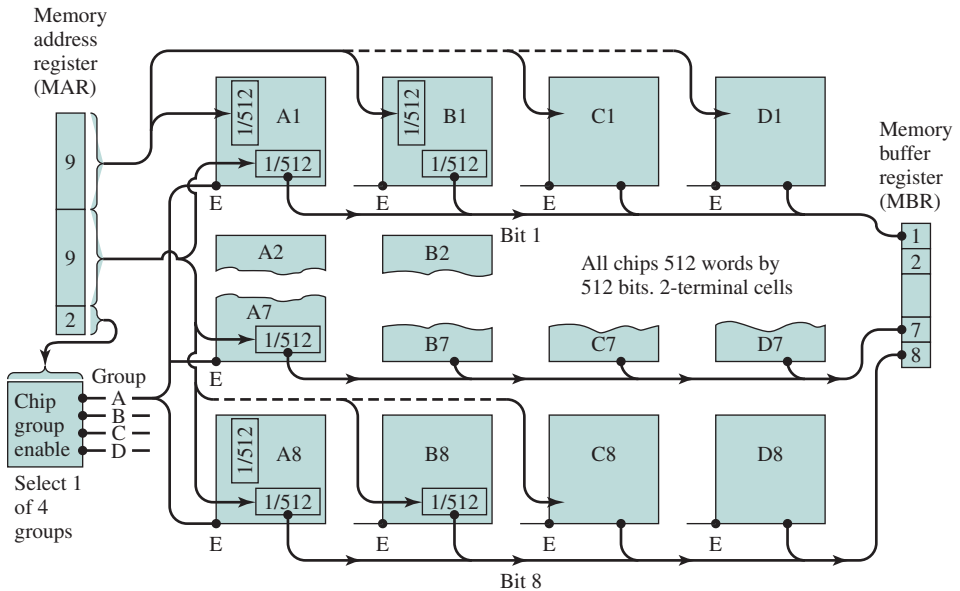 Memory
address
register
(MAR)
9
9
2
Chip
group
enable
Group
A
B
C
D
Select 1
of 4
groups
1/512
A1
1/512
E
1/512
B1
1/512
E
C1
E
D1
E
Bit 1
A2
B2
All chips 512 words by
512 bits. 2-terminal cells
A7
1/512
E
B7
C7
D7
1/512
A8
1/512
E
B8
1/512
E
C8
E
D8
E
Bit 8
Memory
buffer
register
(MBR)
1
2
7
8